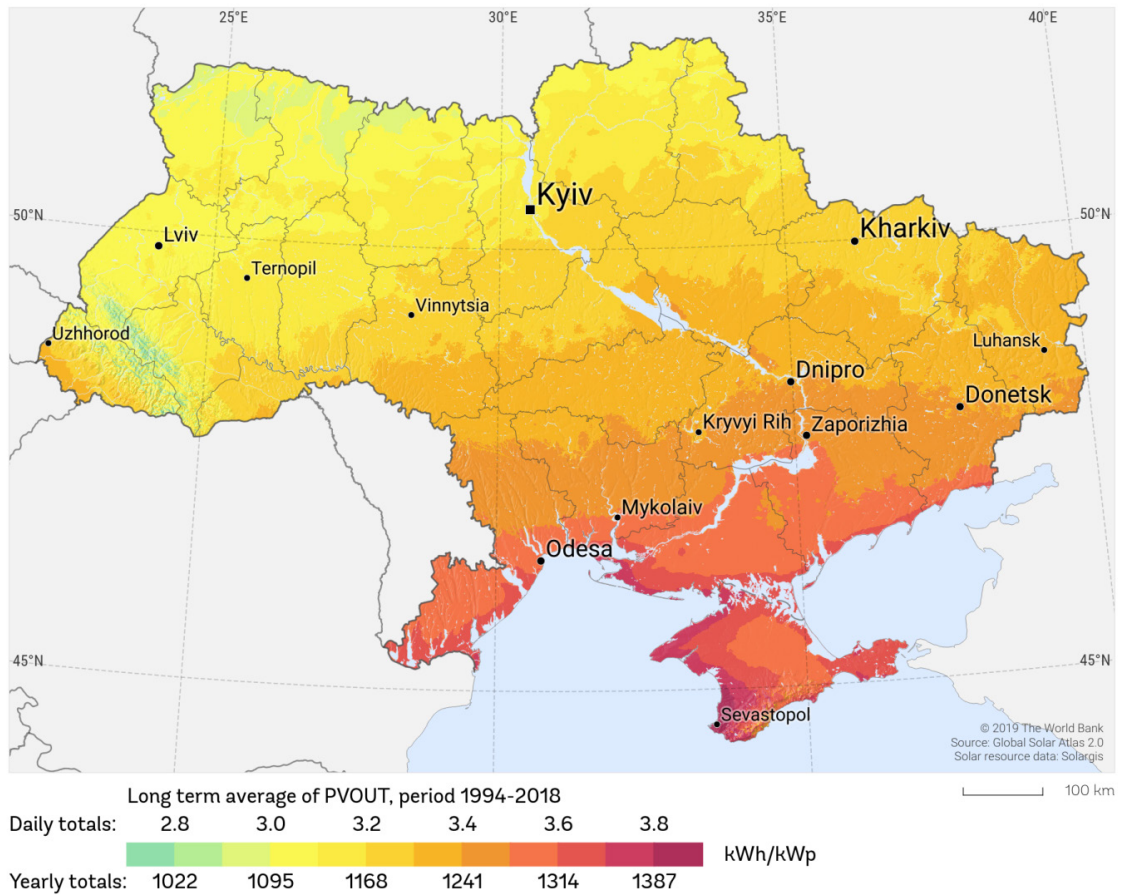 25°E 30°E 35°E 40°E
Kyiv
50°N 50°N
Lviv
Kharkiv
Ternopil
Vinnytsia
Uzhhorod
Luhansk
Dnipro
Donetsk
Kryvyi Rih
Zaporizhia
Mykolaiv
Odesa
45°N 45°N
Sevastopol
© 2019 The World Bank
Source: Global Solar Atlas 2.0
Solar resource data: Solargis
100 km
Long term average of PVOUT, period 1994-2018
Daily totals: 2.8 3.0 3.2 3.4 3.6 3.8
kWh/kWp
Yearly totals: 1022 1095 1168 1241 1314 1387